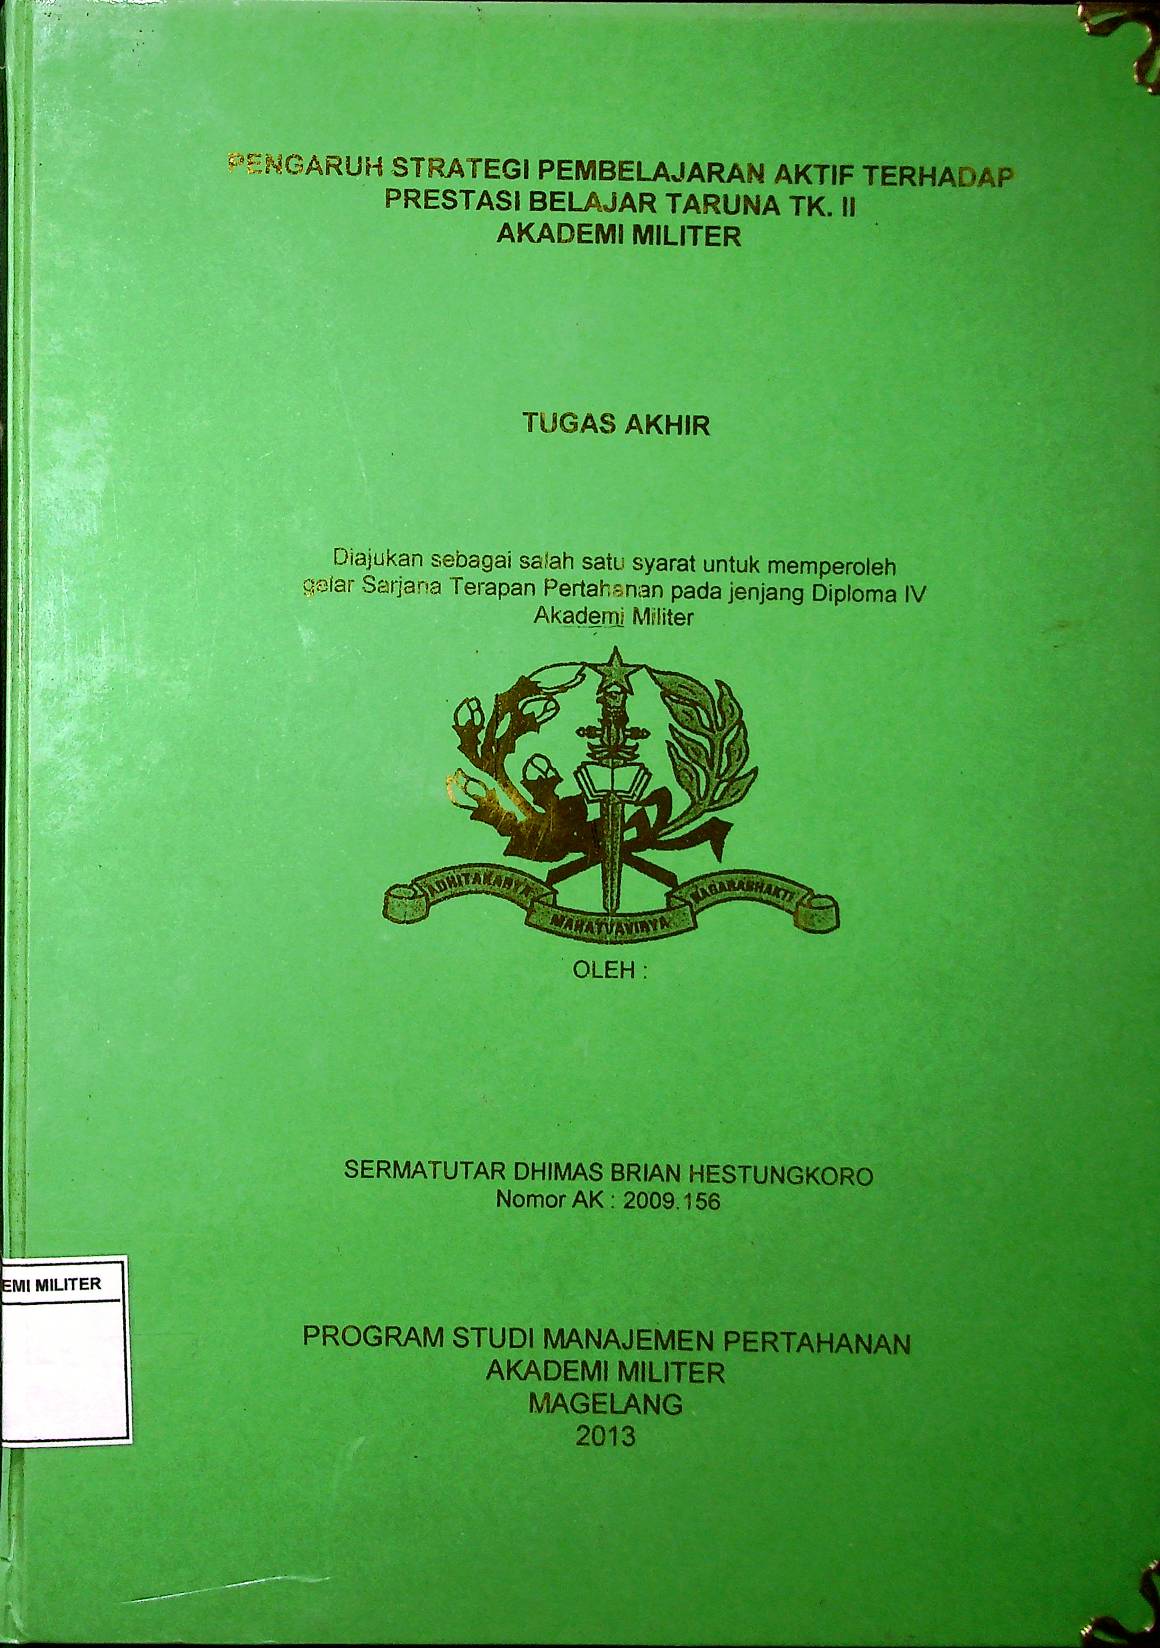 PENGARUH STRATEGI PEMBELAJARAN AKTIF TERHADAP
PRESTASI BELAJAR TARUNA TK. II
AKADEMI MILITER
TUGAS AKHIR
Diajukan sebagai salah satu syarat untuk memperoleh
gelar Sarjana Terapan Pertahanan pada jenjang Diploma IV
Akademi Militer
ADHITAKARYA
MAHATVAVIRYA
NAGARABHAKTI
OLEH :
SERMATUTAR DHIMAS BRIAN HESTUNGKORO
Nomor AK : 2009.156
EMI MILITER
PROGRAM STUDI MANAJEMEN PERTAHANAN
AKADEMI MILITER
MAGELANG
2013